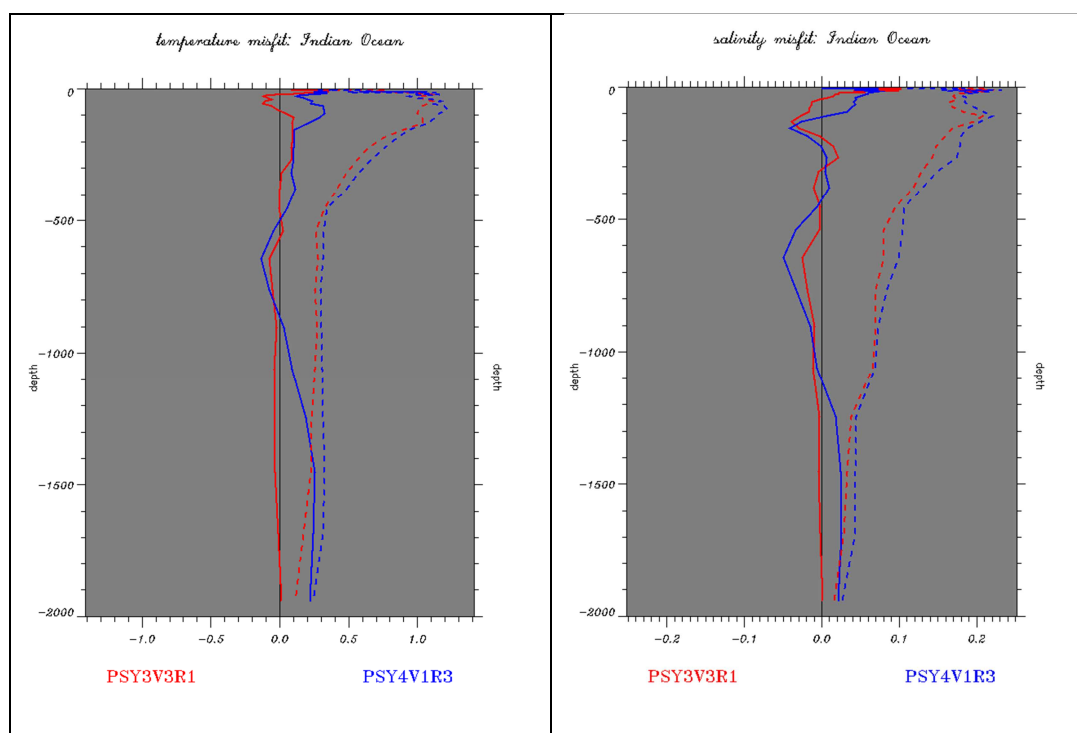 temperature misfit: Indian Ocean
0
-500
-1000
-1500
-2000
depth
depth
-1.0 -0.5 0.0 0.5 1.0
PSY3V3R1 PSY4V1R3
salinity misfit: Indian Ocean
0
-500
-1000
-1500
-2000
depth
depth
-0.2 0.0 0.1 0.2
PSY3V3R1 PSY4V1R3